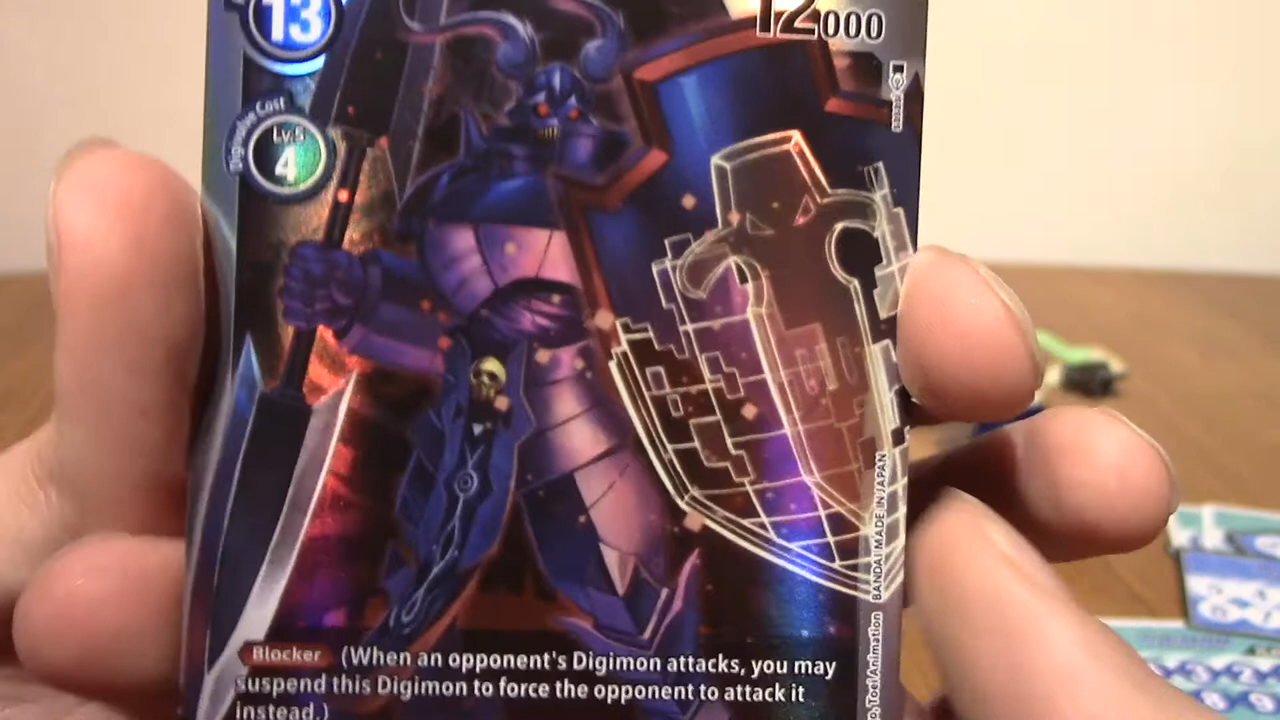 13
12000
Digivolve Cost
Lv.5
4
BANDAI MADE IN JAPAN
Toei Animation
Blocker (When an opponent's Digimon attacks, you may
suspend this Digimon to force the opponent to attack it
instead.)